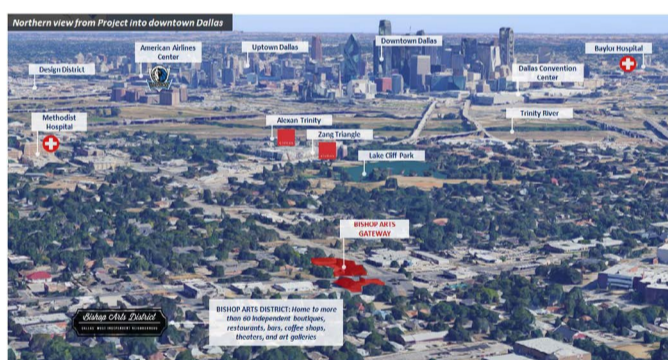 Northern view from Project into downtown Dallas
American Airlines
Center
Uptown Dallas
Downtown Dallas
Baylor Hospital
Design District
Dallas Convention
Center
Methodist
Hospital
Trinity River
Alexan Trinity
Zang Triangle
Lake Cliff Park
BISHOP ARTS
GATEWAY
Bishop Arts District
BISHOP ARTS DISTRICT: Home to more
than 60 independent boutiques,
restaurants, bars, coffee shops,
theaters, and art galleries